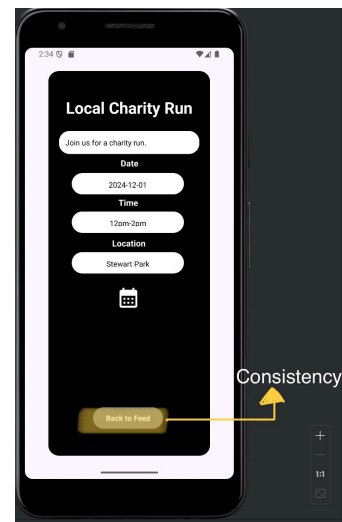 2:34
Local Charity Run
Join us for a charity run.
Date
2024-12-01
Time
12pm-2pm
Location
Stewart Park
Back to Feed
Consistency
1:1